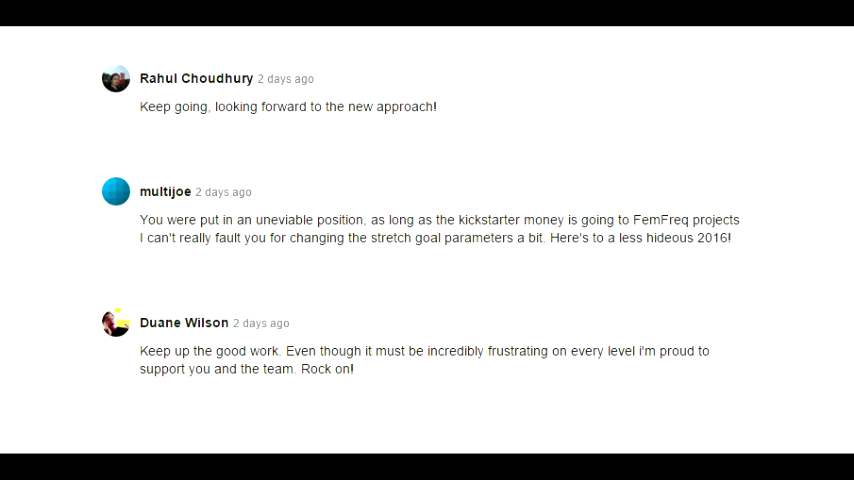 Rahul Choudhury 2 days ago
Keep going, looking forward to the new approach!
multijoe 2 days ago
You were put in an uneviable position, as long as the kickstarter money is going to FemFreq projects
I can't really fault you for changing the stretch goal parameters a bit. Here's to a less hideous 2016!
Duane Wilson 2 days ago
Keep up the good work. Even though it must be incredibly frustrating on every level i'm proud to
support you and the team. Rock on!